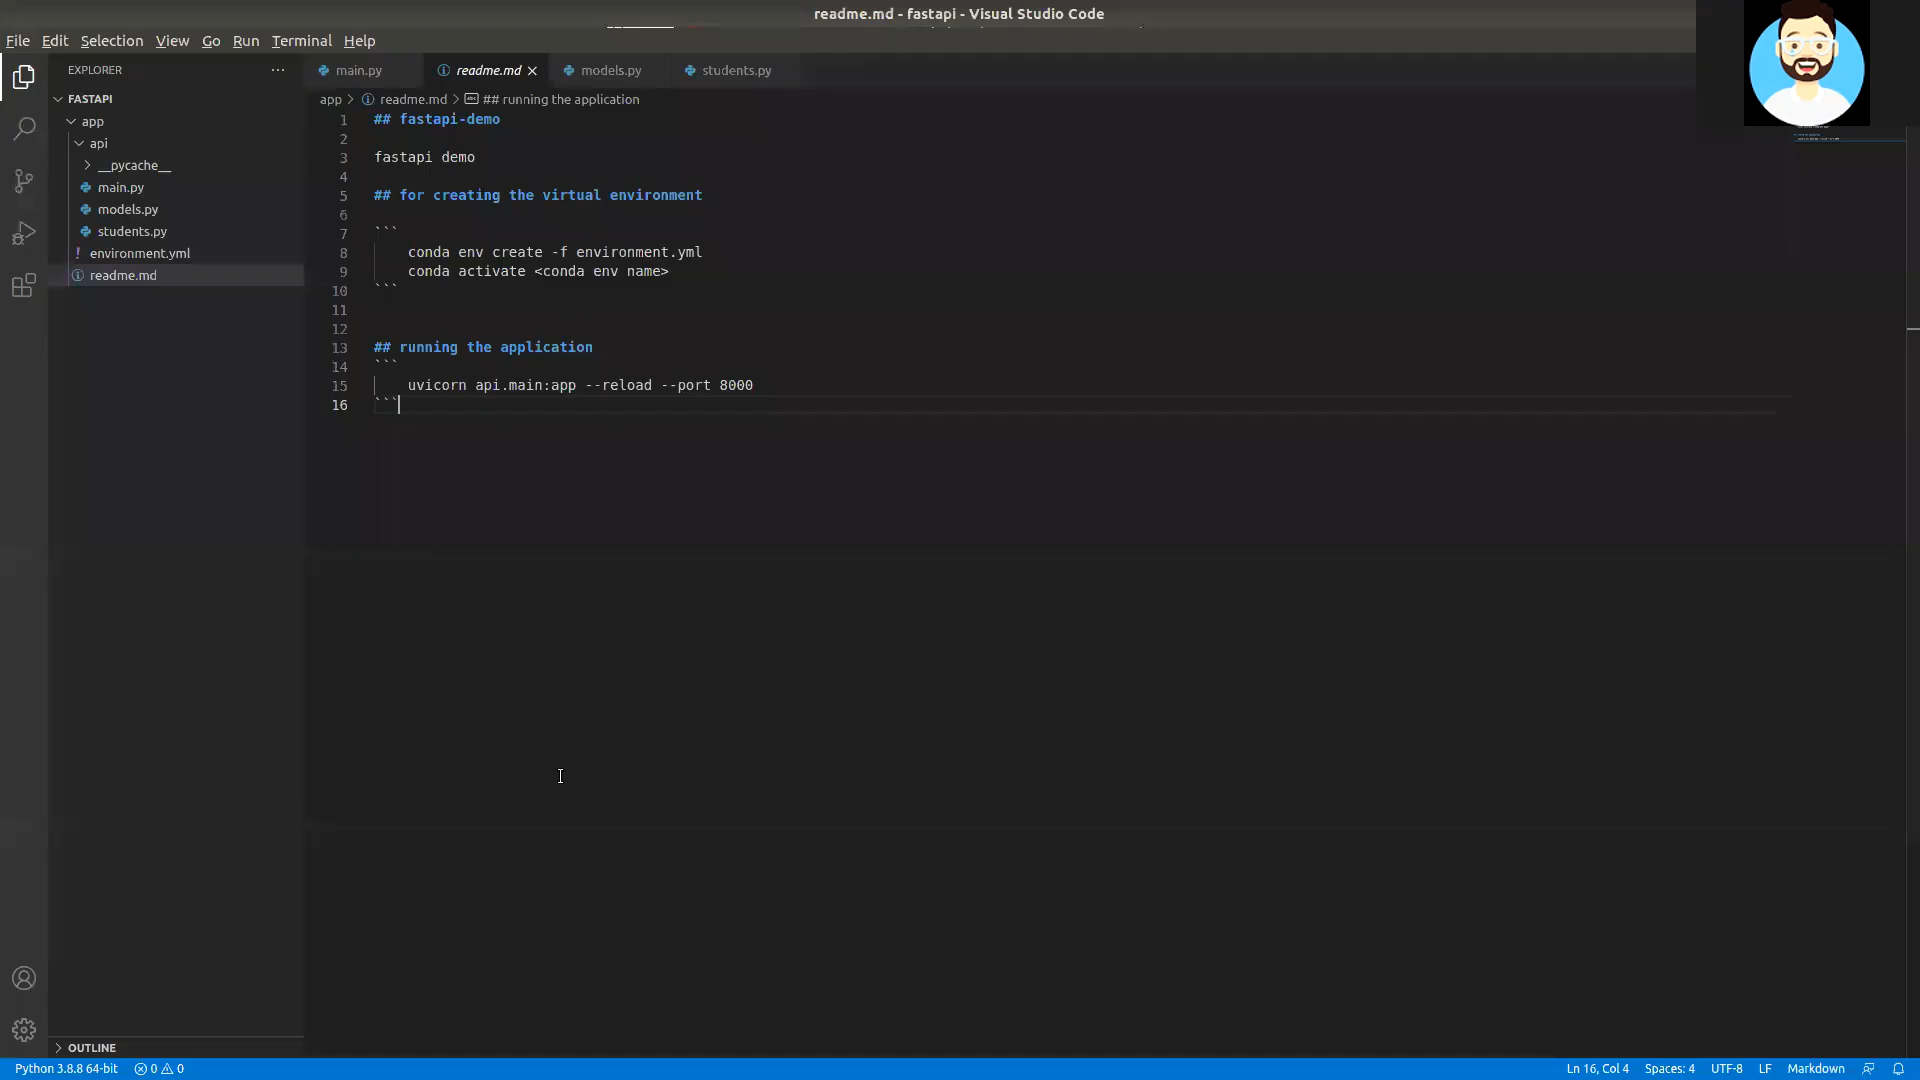 readme.md - fastapi - Visual Studio Code
File Edit Selection View Go Run Terminal Help
EXPLORER ···
main.py readme.md models.py students.py
FASTAPI
app > readme.md > ## running the application
app
api
__pycache__
main.py
models.py
students.py
environment.yml
readme.md
1 ## fastapi-demo
2
3 fastapi demo
4
5 ## for creating the virtual environment
6
7 ```
8 conda env create -f environment.yml
9 conda activate <conda env name>
10 ```
11
12
13 ## running the application
14 ```
15 uvicorn api.main:app --reload --port 8000
16 ```
OUTLINE
Python 3.8.8 64-bit 0 0 Ln 16, Col 4 Spaces: 4 UTF-8 LF Markdown